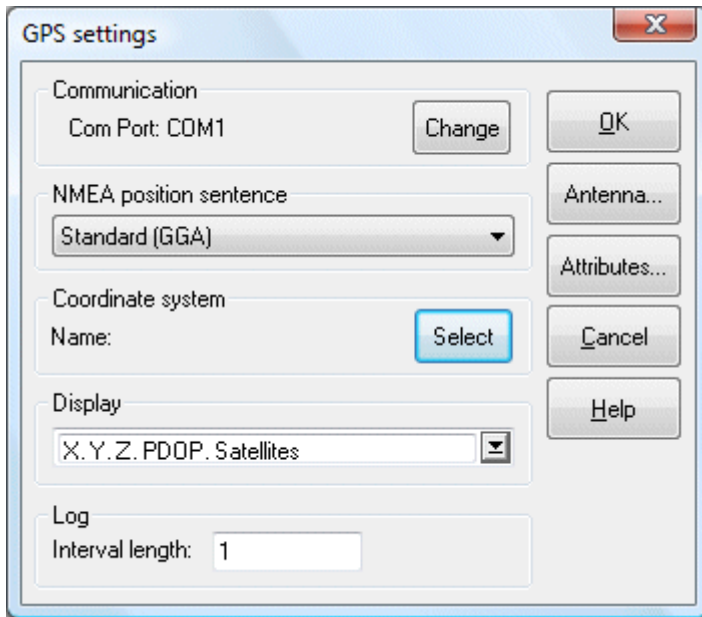 GPS settings
Communication
Com Port: COM1
Change
OK
NMEA position sentence
Antenna...
Standard (GGA)
Attributes...
Coordinate system
Name:
Select
Cancel
Display
Help
X. Y. Z. PDOP. Satellites
Log
Interval length: 1